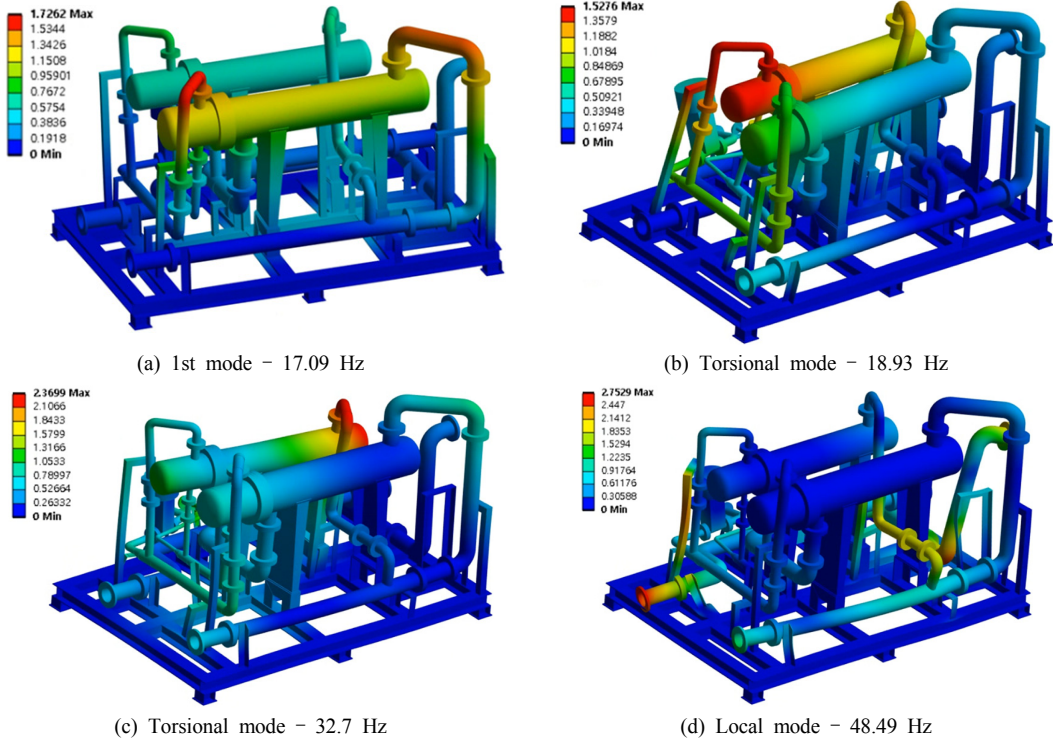 1.7262 Max
1.5344
1.3426
1.1508
0.95901
0.7672
0.5754
0.3836
0.1918
0 Min
(a) 1st mode - 17.09 Hz
1.5276 Max
1.3579
1.1882
1.0184
0.84869
0.67895
0.50921
0.33948
0.16974
0 Min
(b) Torsional mode - 18.93 Hz
2.3699 Max
2.1066
1.8433
1.5799
1.3166
1.0533
0.78997
0.52664
0.26332
0 Min
(c) Torsional mode - 32.7 Hz
2.7529 Max
2.447
2.1412
1.8353
1.5294
1.2235
0.91764
0.61176
0.30588
0 Min
(d) Local mode - 48.49 Hz